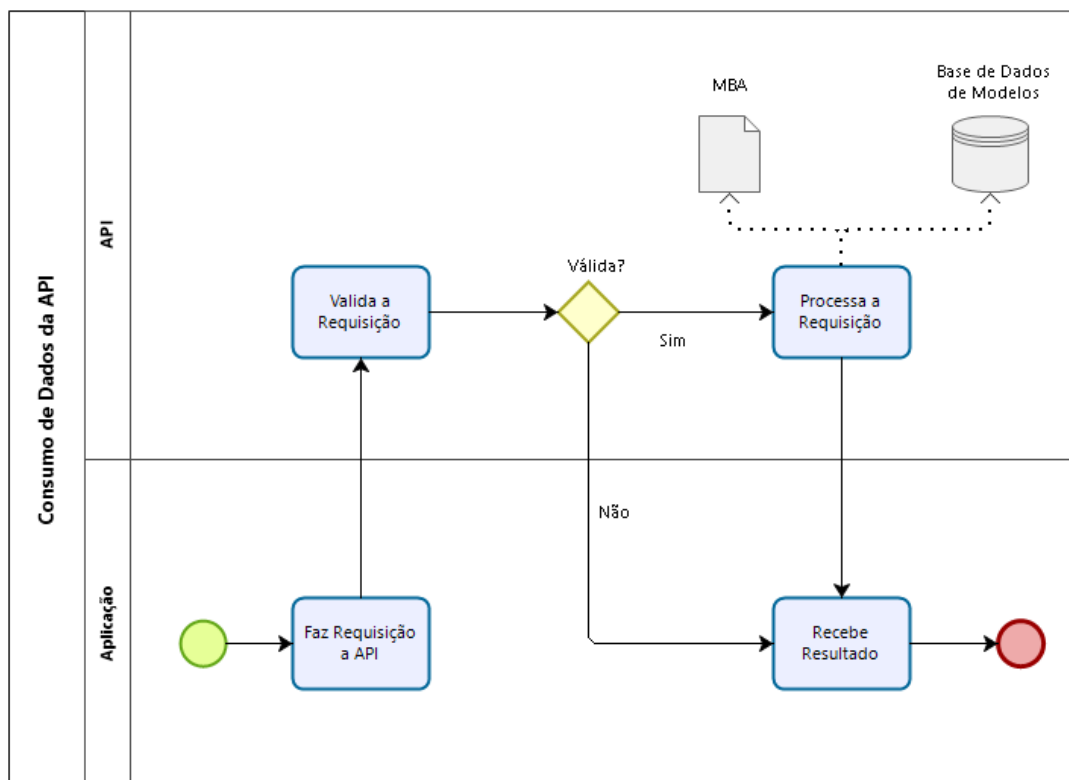 Consumo de Dados da API
API
MBA
Base de Dados
de Modelos
Valida a
Requisição
Válida?
Sim
Processa a
Requisição
Não
Aplicação
Faz Requisição
a API
Recebe
Resultado